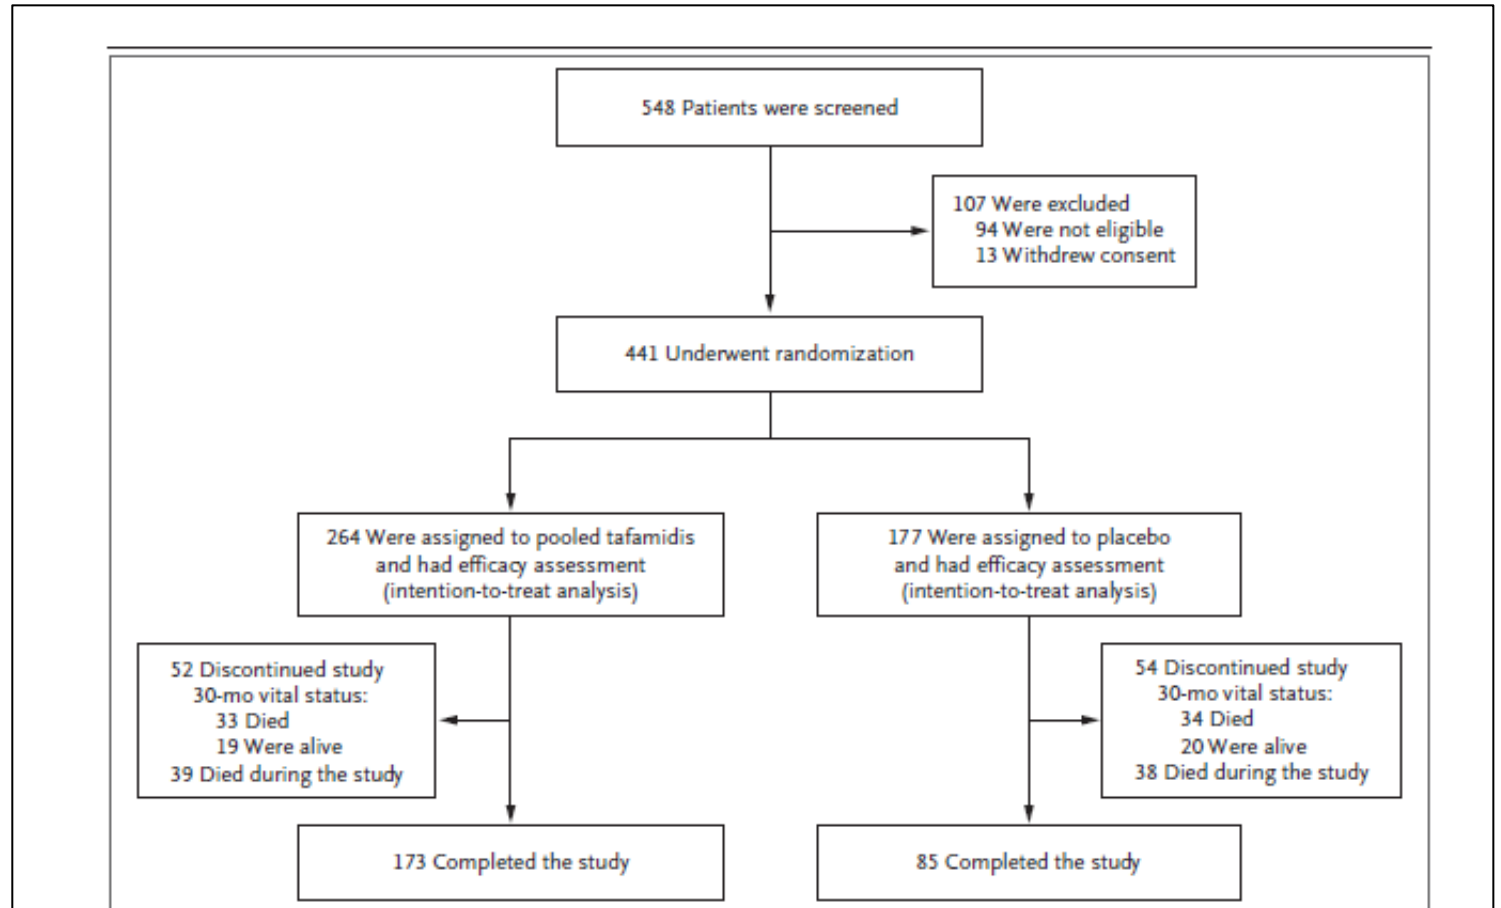 548 Patients were screened
107 Were excluded
94 Were not eligible
13 Withdrew consent
441 Underwent randomization
264 Were assigned to pooled tafamidis
and had efficacy assessment
(intention-to-treat analysis)
177 Were assigned to placebo
and had efficacy assessment
(intention-to-treat analysis)
52 Discontinued study
30-mo vital status:
33 Died
19 Were alive
39 Died during the study
54 Discontinued study
30-mo vital status:
34 Died
20 Were alive
38 Died during the study
173 Completed the study
85 Completed the study